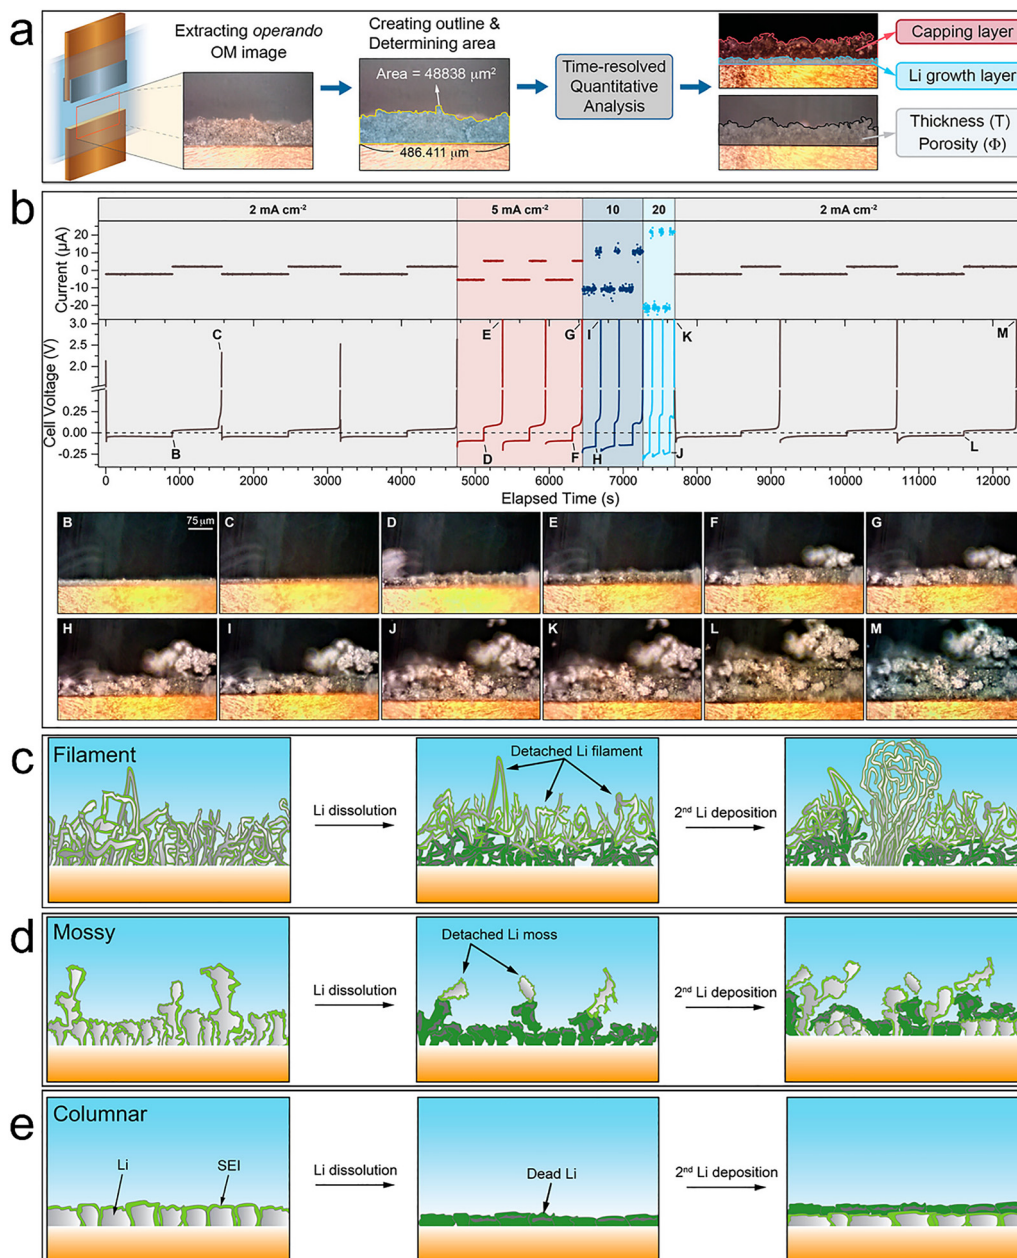 a
Extracting operando
OM image
Creating outline &
Determining area
Area = 48838 μm²
486.411 μm
Time-resolved
Quantitative
Analysis
Capping layer
Li growth layer
Thickness (T)
Porosity (Φ)
b
2 mA cm⁻²
5 mA cm⁻²
10
20
2 mA cm⁻²
Current (μA)
20
10
0
-10
-20
Cell Voltage (V)
3.0
2.5
2.0
0.25
0.00
-0.25
B
C
D
E
F
G
H
I
J
K
L
M
0
1000
2000
3000
4000
5000
6000
7000
8000
9000
10000
11000
12000
Elapsed Time (s)
B
75 μm
C
D
E
F
G
H
I
J
K
L
M
c
Filament
Li dissolution
Detached Li filament
2nd Li deposition
d
Mossy
Li dissolution
Detached Li moss
2nd Li deposition
e
Columnar
Li
SEI
Li dissolution
Dead Li
2nd Li deposition